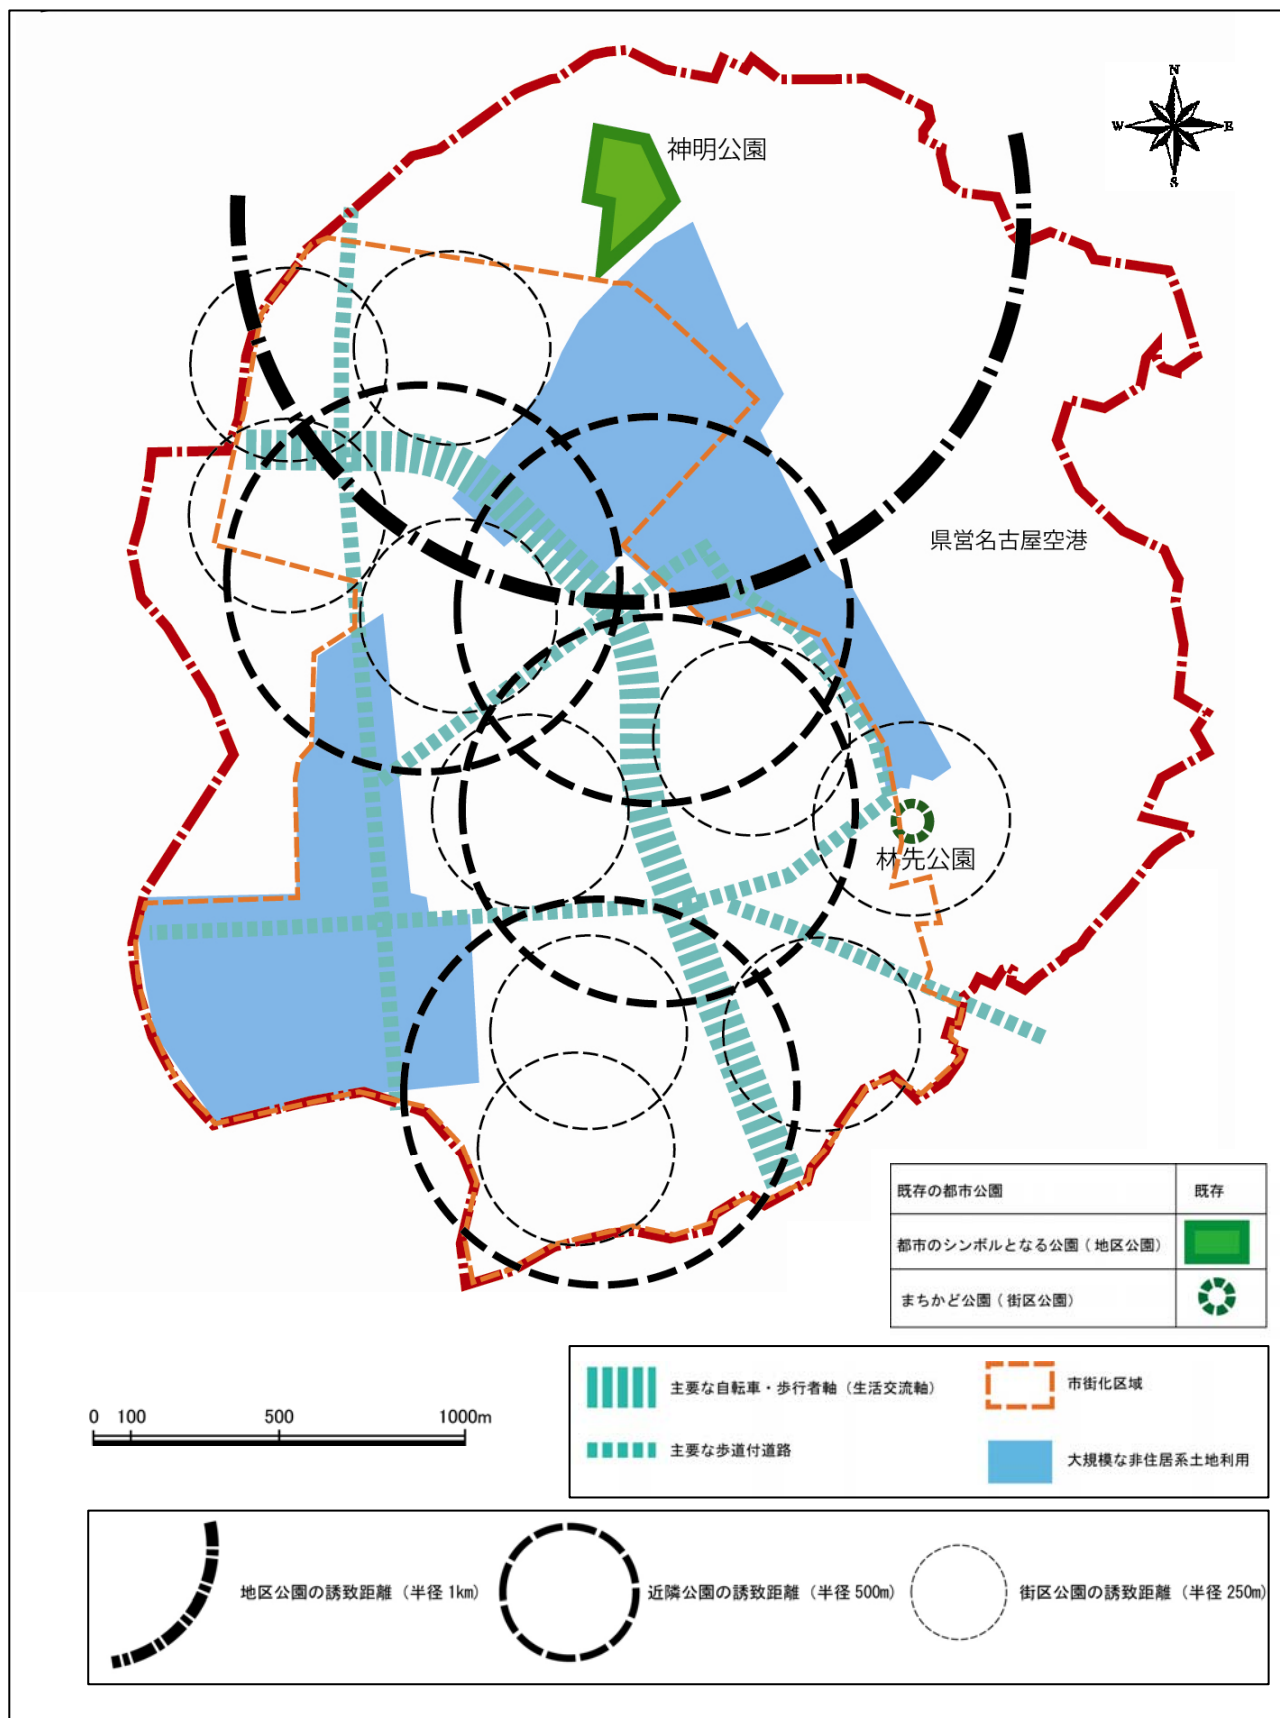 N
W
E
S
神明公園
県営名古屋空港
林先公園
既存の都市公園 既存
都市のシンボルとなる公園（地区公園）
まちかど公園（街区公園）
主要な自転車・歩行者軸（生活交流軸） 市街化区域
主要な歩道付道路 大規模な非住居系土地利用
0 100 500 1000m
地区公園の誘致距離（半径 1km） 近隣公園の誘致距離（半径 500m） 街区公園の誘致距離（半径 250m）